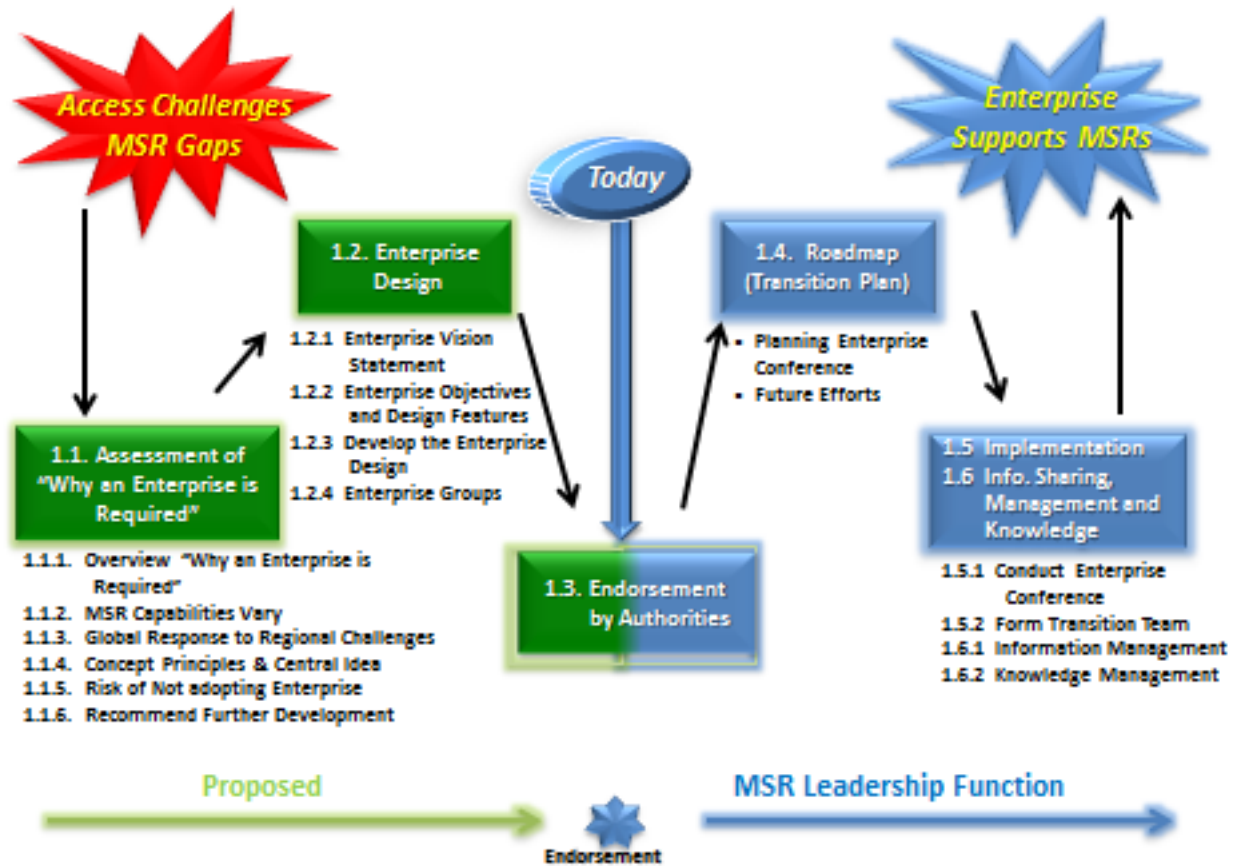 Access Challenges
MSR Gaps
Enterprise
Supports MSRs
Today
1.2. Enterprise
Design
1.2.1 Enterprise Vision
Statement
1.2.2 Enterprise Objectives
and Design Features
1.2.3 Develop the Enterprise
Design
1.2.4 Enterprise Groups
1.4. Roadmap
(Transition Plan)
▪ Planning Enterprise
Conference
▪ Future Efforts
1.1. Assessment of
"Why an Enterprise is
Required"
1.1.1. Overview "Why an Enterprise is
Required"
1.1.2. MSR Capabilities Vary
1.1.3. Global Response to Regional Challenges
1.1.4. Concept Principles & Central Idea
1.1.5. Risk of Not adopting Enterprise
1.1.6. Recommend Further Development
1.3. Endorsement
by Authorities
1.5 Implementation
1.6 Info. Sharing,
Management and
Knowledge
1.5.1 Conduct Enterprise
Conference
1.5.2 Form Transition Team
1.6.1 Information Management
1.6.2 Knowledge Management
Proposed
MSR Leadership Function
Endorsement